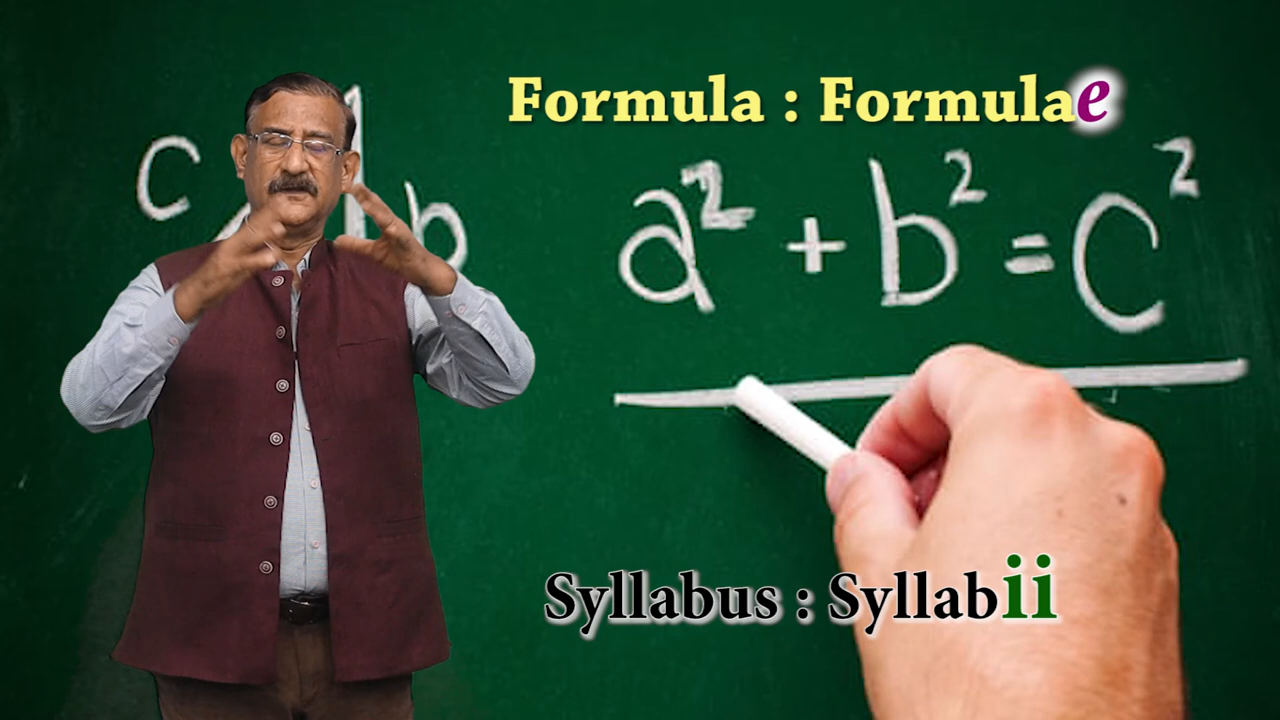 Formula : Formulae
c b
a² + b² = c²
Syllabus : Syllabii